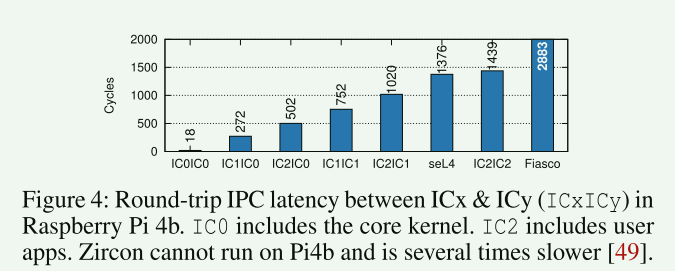 2000
1500
1000
500
0
Cycles
18
272
502
752
1020
1376
1439
2883
IC0IC0 IC1IC0 IC2IC0 IC1IC1 IC2IC1 seL4 IC2IC2 Fiasco
Figure 4: Round-trip IPC latency between ICx & ICy (ICxICy) in
Raspberry Pi 4b. IC0 includes the core kernel. IC2 includes user
apps. Zircon cannot run on Pi4b and is several times slower [49].